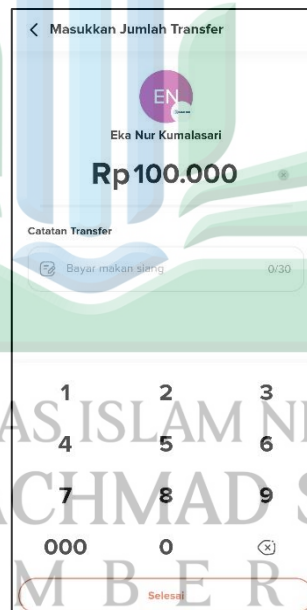 Masukkan Jumlah Transfer
EN
Eka Nur Kumalasari
Rp100.000
Catatan Transfer
Bayar makan siang 0/30
1 2 3
AS ISLAM N
4 5 6
ACHMAD S
7 8 9
000 0
M B E R
Selesai